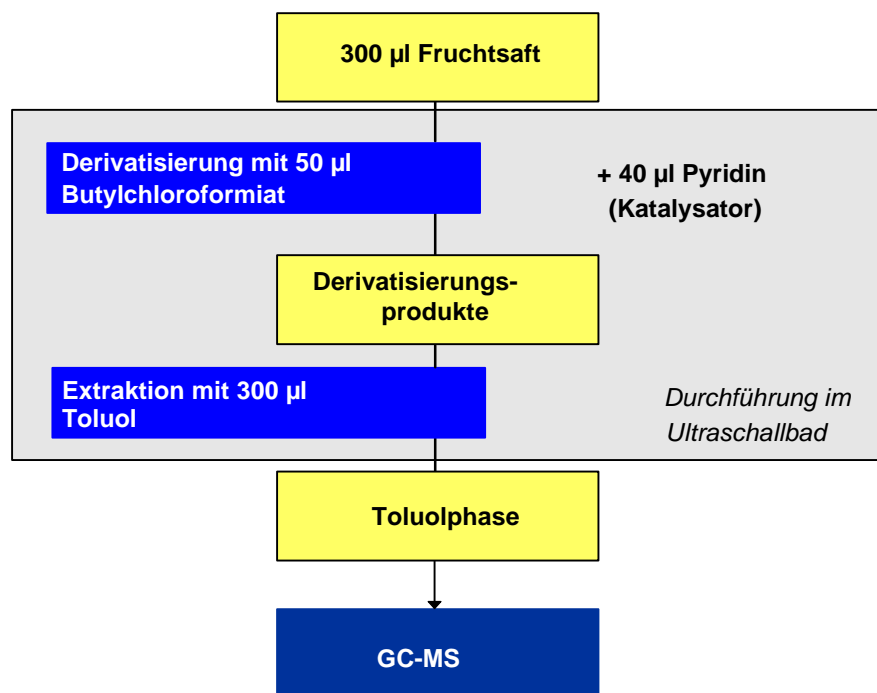 300 µl Fruchtsaft
Derivatisierung mit 50 µl
Butylchloroformiat
+ 40 µl Pyridin
(Katalysator)
Derivatisierungs-
produkte
Extraktion mit 300 µl
Toluol
Durchführung im
Ultraschallbad
Toluolphase
GC-MS